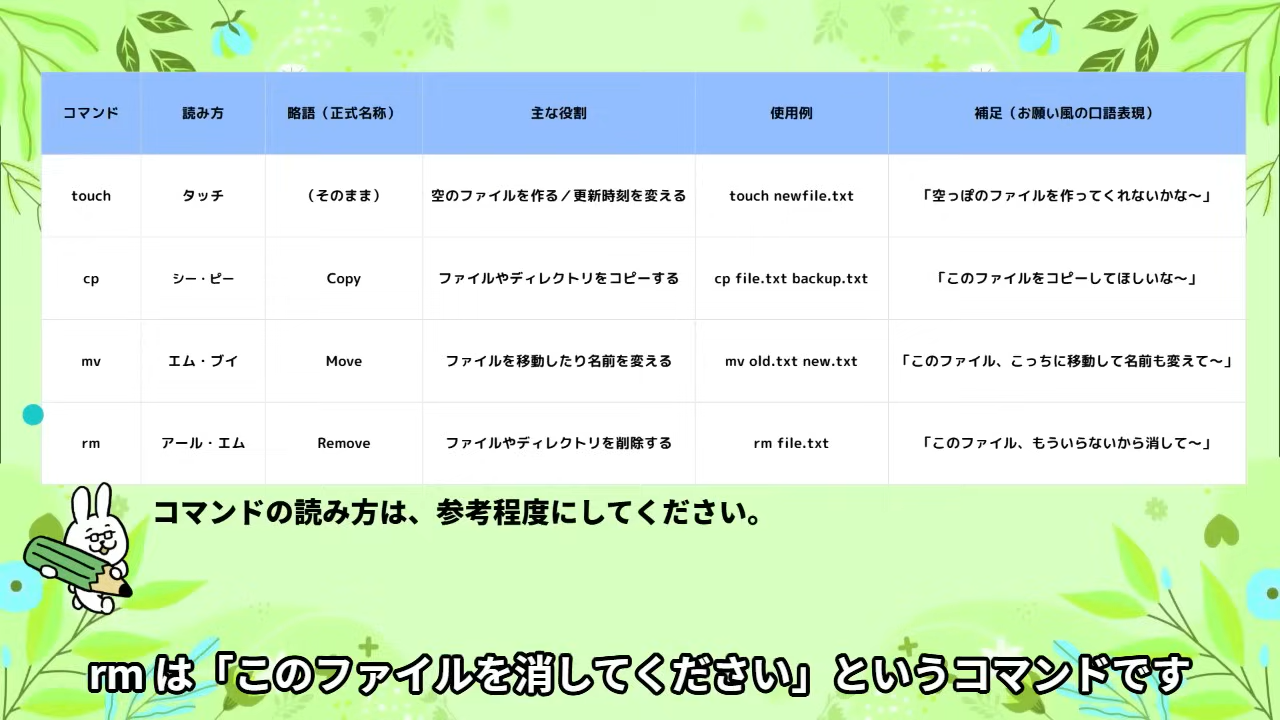 コマンド 読み方 略語（正式名称） 主な役割 使用例 補足（お願い風の口語表現）
touch タッチ （そのまま） 空のファイルを作る／更新時刻を変える touch newfile.txt 「空っぽのファイルを作ってくれないかな〜」
cp シー・ピー Copy ファイルやディレクトリをコピーする cp file.txt backup.txt 「このファイルをコピーしてほしいな〜」
mv エム・ブイ Move ファイルを移動したり名前を変える mv old.txt new.txt 「このファイル、こっちに移動して名前も変えて〜」
rm アール・エム Remove ファイルやディレクトリを削除する rm file.txt 「このファイル、もういらないから消して〜」
コマンドの読み方は、参考程度にしてください。
rm は「このファイルを消してください」というコマンドです